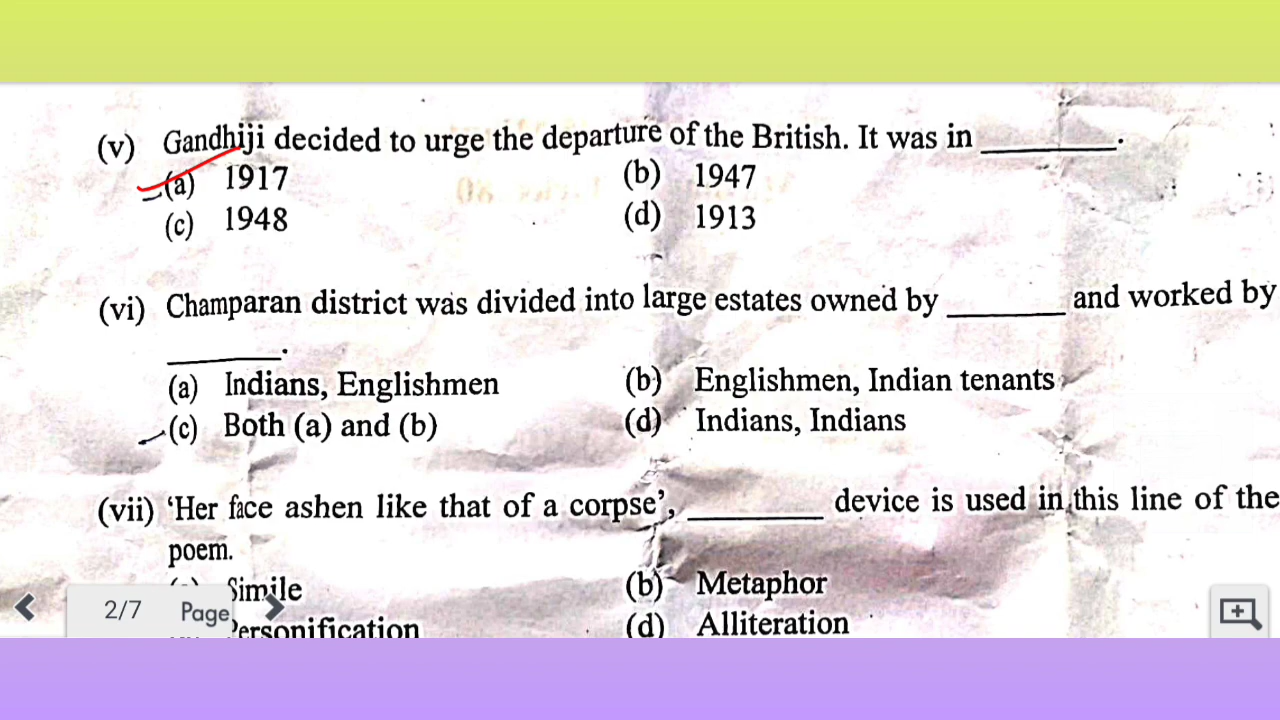 (v) Gandhiji decided to urge the departure of the British. It was in ________.
(a) 1917 (b) 1947
(c) 1948 (d) 1913
(vi) Champaran district was divided into large estates owned by ________ and worked by
________.
(a) Indians, Englishmen (b) Englishmen, Indian tenants
(c) Both (a) and (b) (d) Indians, Indians
(vii) 'Her face ashen like that of a corpse', ________ device is used in this line of the
poem.
Simile (b) Metaphor
Personification (d) Alliteration
2/7 Page